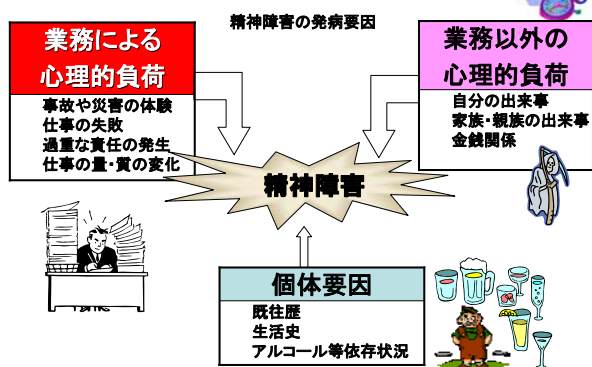 精神障害の発病要因
業務による
心理的負荷
事故や災害の体験
仕事の失敗
過重な責任の発生
仕事の量・質の変化
業務以外の
心理的負荷
自分の出来事
家族・親族の出来事
金銭関係
精神障害
個体要因
既往歴
生活史
アルコール等依存状況